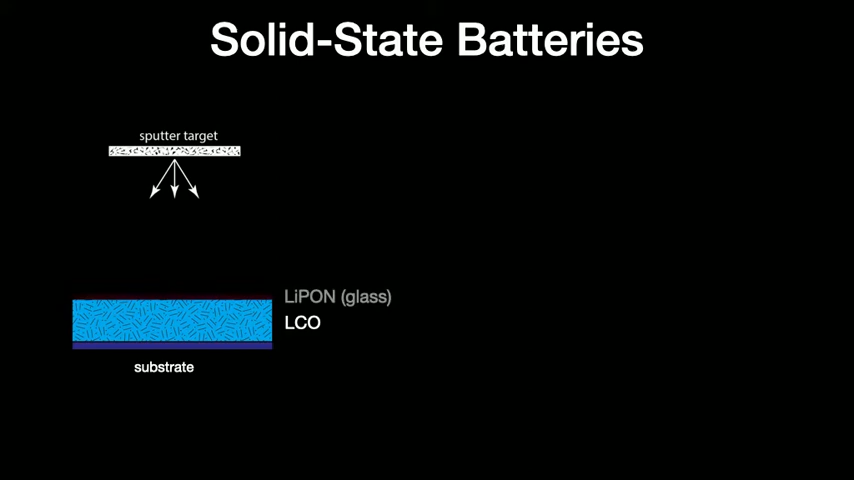 Solid-State Batteries
sputter target
LiPON (glass)
LCO
substrate